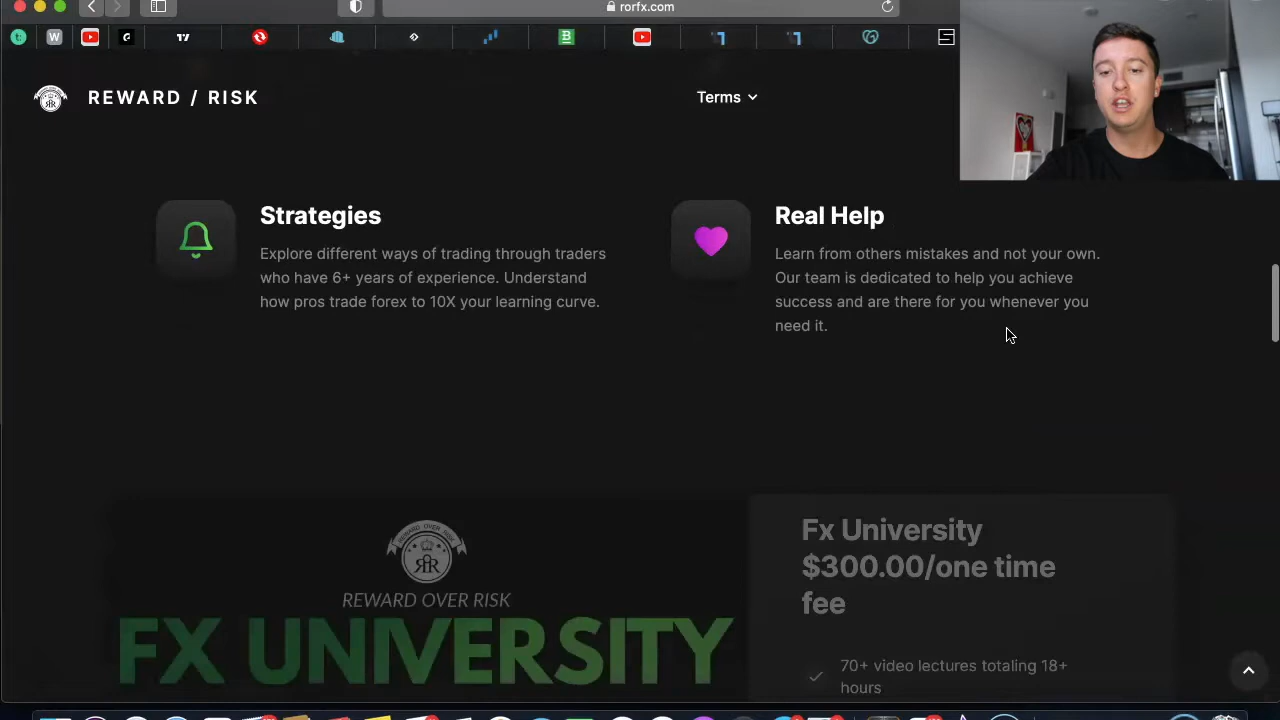 rorfx.com
REWARD / RISK
Terms
Strategies
Explore different ways of trading through traders
who have 6+ years of experience. Understand
how pros trade forex to 10X your learning curve.
Real Help
Learn from others mistakes and not your own.
Our team is dedicated to help you achieve
success and are there for you whenever you
need it.
REWARD OVER RISK
REWARD OVER RISK
FX UNIVERSITY
Fx University
$300.00/one time
fee
70+ video lectures totaling 18+
hours